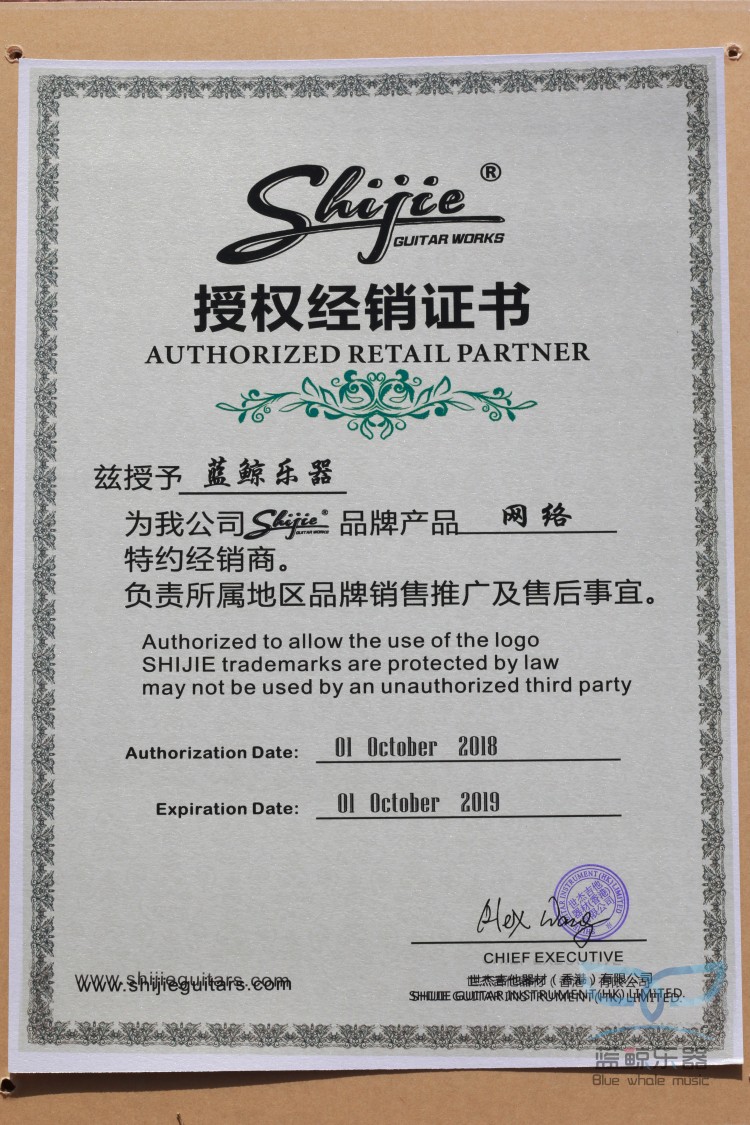 Shijie®
GUITAR WORKS
授权经销证书
AUTHORIZED RETAIL PARTNER
兹授予 蓝鲸乐器
为我公司Shijie® 品牌产品 网络
特约经销商。
负责所属地区品牌销售推广及售后事宜。
Authorized to allow the use of the logo
SHIJIE trademarks are protected by law
may not be used by an unauthorized third party
Authorization Date: 01 October 2018
Expiration Date: 01 October 2019
Alex Wang
CHIEF EXECUTIVE
世杰吉他器材（香港）有限公司
SHIJIE GUITAR INSTRUMENT(HK) LIMITED.
www.shijieguitars.com
蓝鲸乐器
Blue whale music